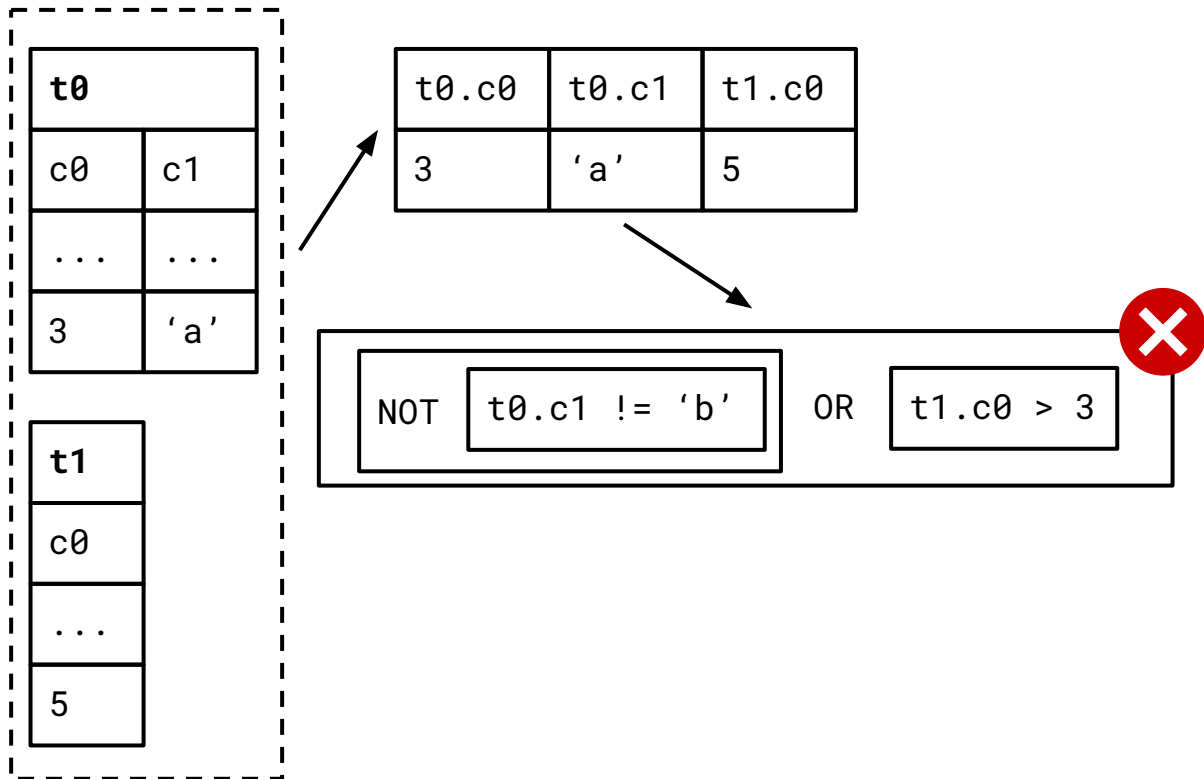 t0
c0 c1
... ...
3 ‘a’
t1
c0
...
5
t0.c0 t0.c1 t1.c0
3 ‘a’ 5
NOT t0.c1 != ‘b’ OR t1.c0 > 3